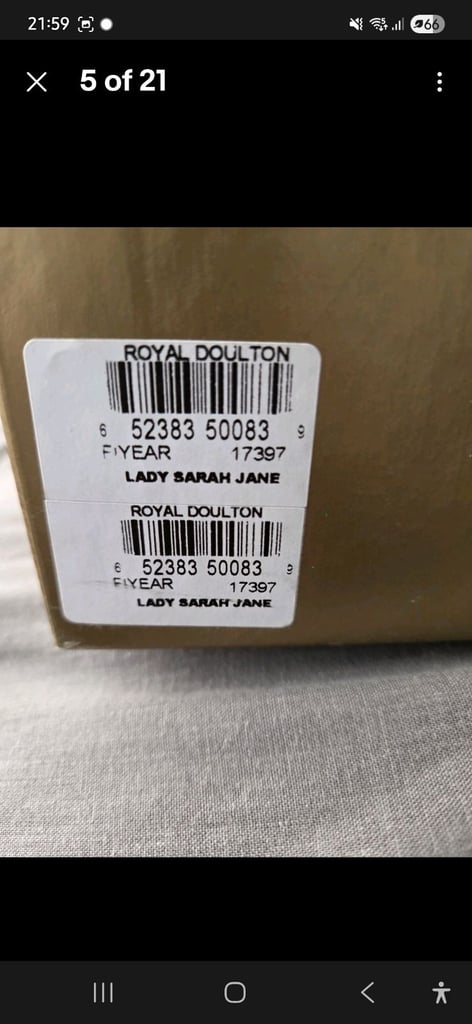 21:59
66
5 of 21
ROYAL DOULTON
6 52383 50083 9
F/YEAR 17397
LADY SARAH JANE
ROYAL DOULTON
6 52383 50083 9
F/YEAR 17397
LADY SARAH JANE